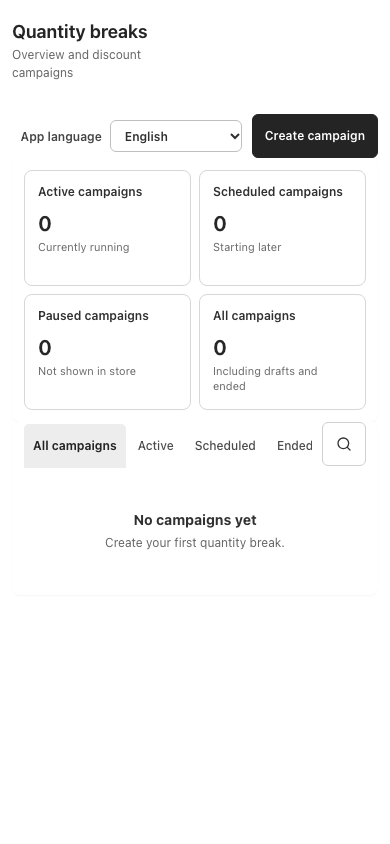 Quantity breaks
Overview and discount
campaigns
App language
English
Create campaign
Active campaigns
0
Currently running
Scheduled campaigns
0
Starting later
Paused campaigns
0
Not shown in store
All campaigns
0
Including drafts and
ended
All campaigns
Active
Scheduled
Ended
No campaigns yet
Create your first quantity break.